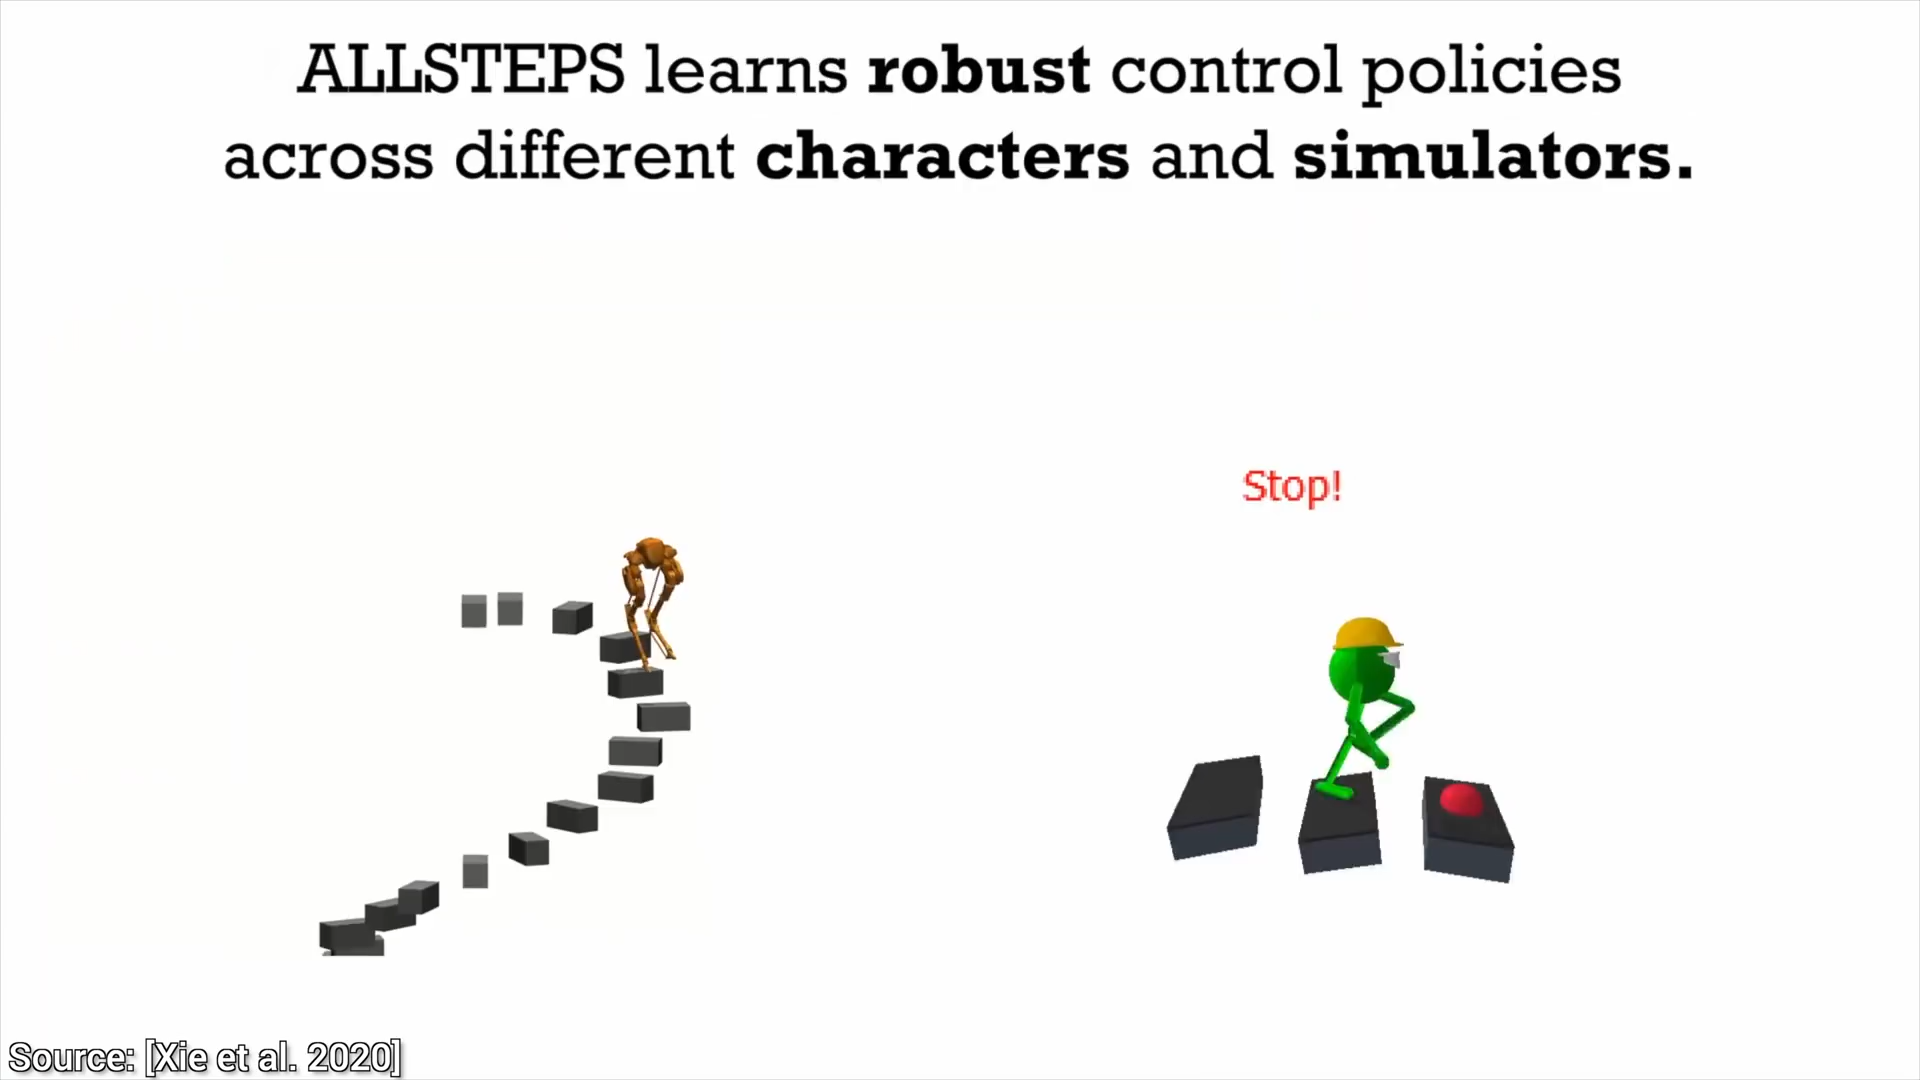 ALLSTEPS learns robust control policies
across different characters and simulators.
Stop!
Source: [Xie et al. 2020]